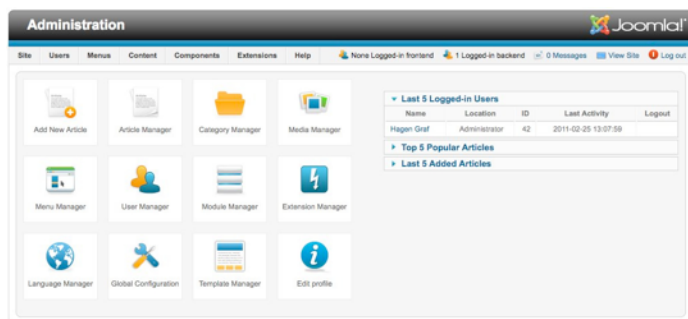 Administration
Joomla!
Site Users Menus Content Components Extensions Help None Logged-in frontend 1 Logged-in backend 0 Messages View Site Log out
Add New Article Article Manager Category Manager Media Manager
Menu Manager User Manager Module Manager Extension Manager
Language Manager Global Configuration Template Manager Edit profile
Last 5 Logged-in Users
Name Location ID Last Activity Logout
Hagen Graf Administrator 42 2011-02-25 13:07:59
Top 5 Popular Articles
Last 5 Added Articles